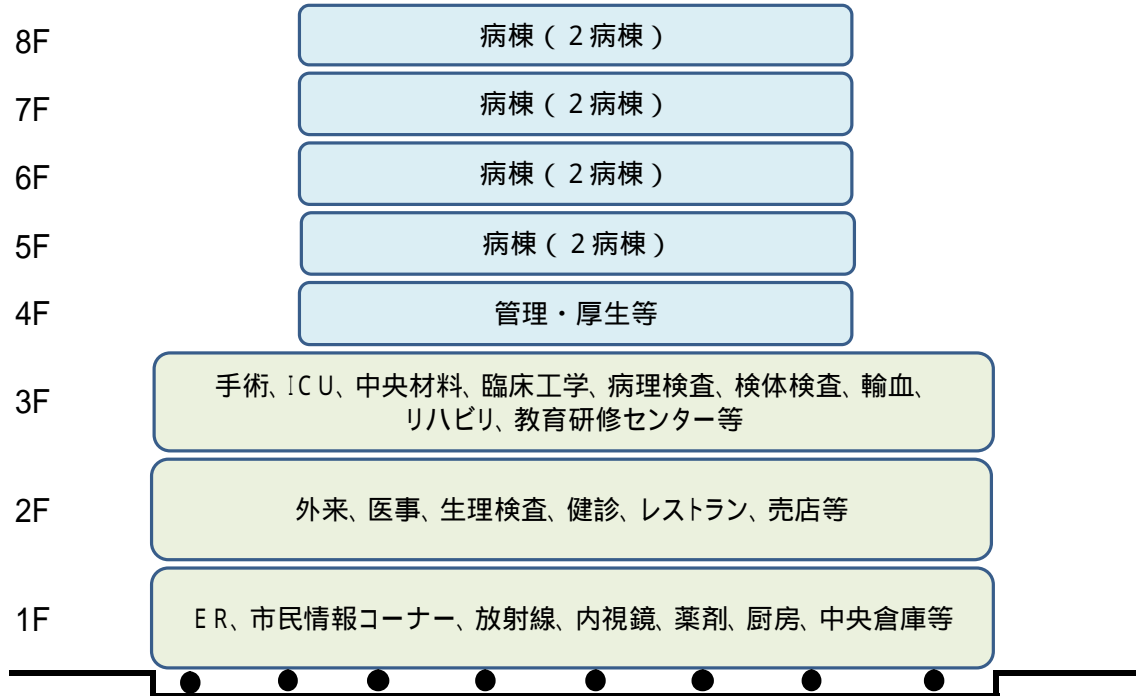 8F
病棟（２病棟）
7F
病棟（２病棟）
6F
病棟（２病棟）
5F
病棟（２病棟）
4F
管理・厚生等
3F
手術、ICU、中央材料、臨床工学、病理検査、検体検査、輸血、
リハビリ、教育研修センター等
2F
外来、医事、生理検査、健診、レストラン、売店等
1F
ER、市民情報コーナー、放射線、内視鏡、薬剤、厨房、中央倉庫等